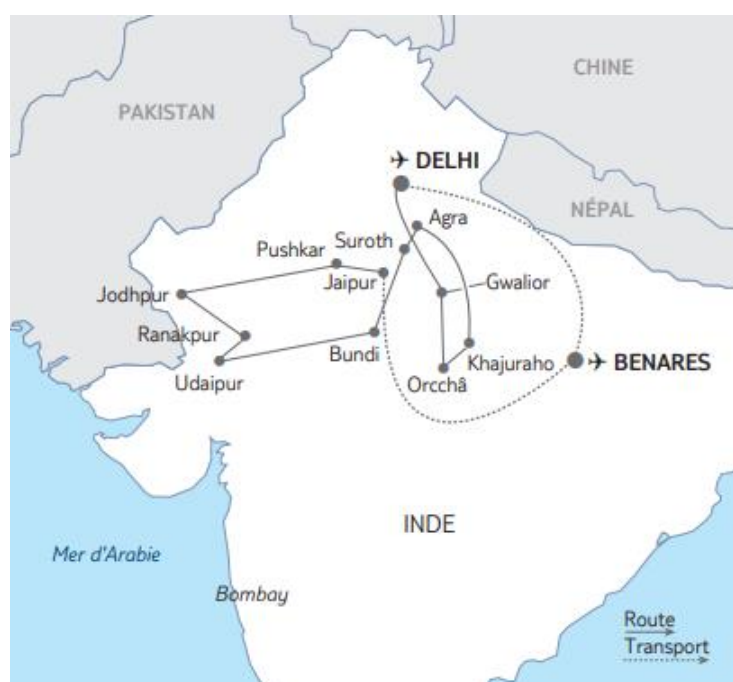 CHINE
PAKISTAN
✈ DELHI
NÉPAL
Agra
Suroth
Pushkar
Jaipur
Gwalior
Jodhpur
Ranakpur
Bundi
Khajuraho
✈ BENARES
Udaipur
Orcchâ
INDE
Mer d'Arabie
Bombay
Route
Transport